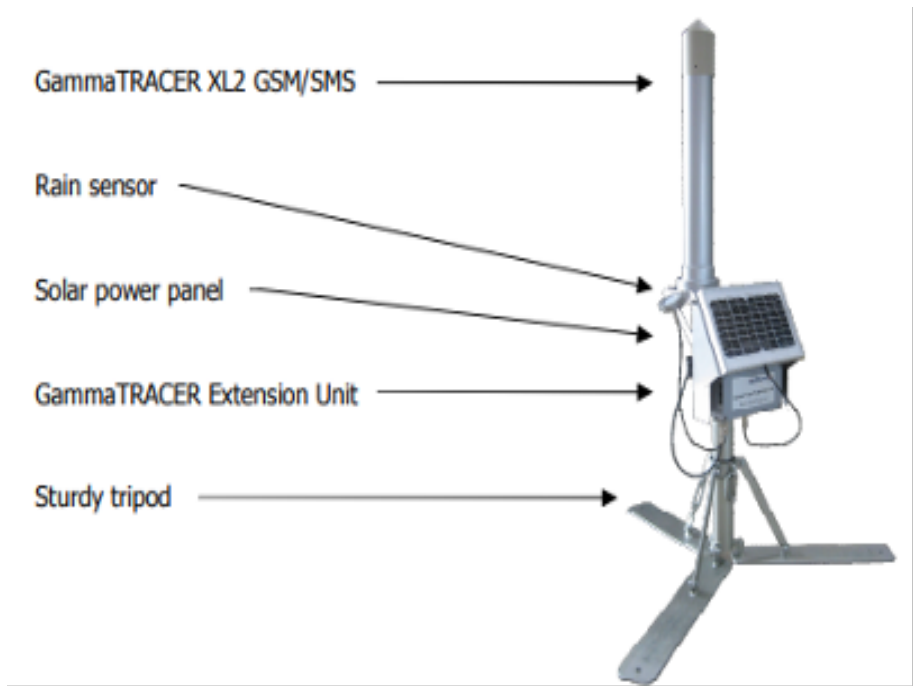 GammaTRACER XL2 GSM/SMS
Rain sensor
Solar power panel
GammaTRACER Extension Unit
Sturdy tripod